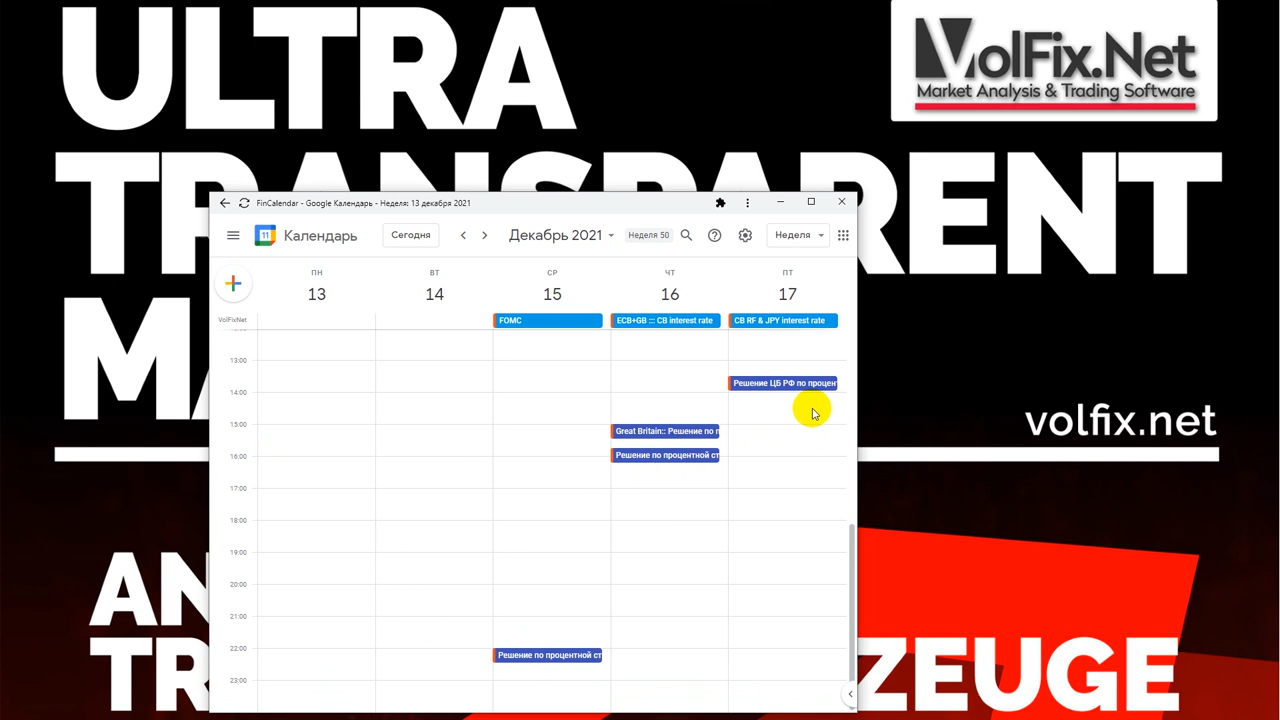 ULTRA
TRANSPARENT
VolFix.Net
Market Analysis & Trading Software
FinCalendar - Google Календарь - Неделя: 13 декабря 2021
11
Календарь
Сегодня
Декабрь 2021
Неделя 50
Неделя
ПН
ВТ
СР
ЧТ
ПТ
13
14
15
16
17
VolFixNet
FOMC
ECB+GB ::: CB interest rate
CB RF & JPY interest rate
13:00
Решение ЦБ РФ по процент
14:00
15:00
Great Britain:: Решение по п
16:00
Решение по процентной ст
17:00
18:00
19:00
20:00
21:00
22:00
Решение по процентной ст
23:00
volfix.net